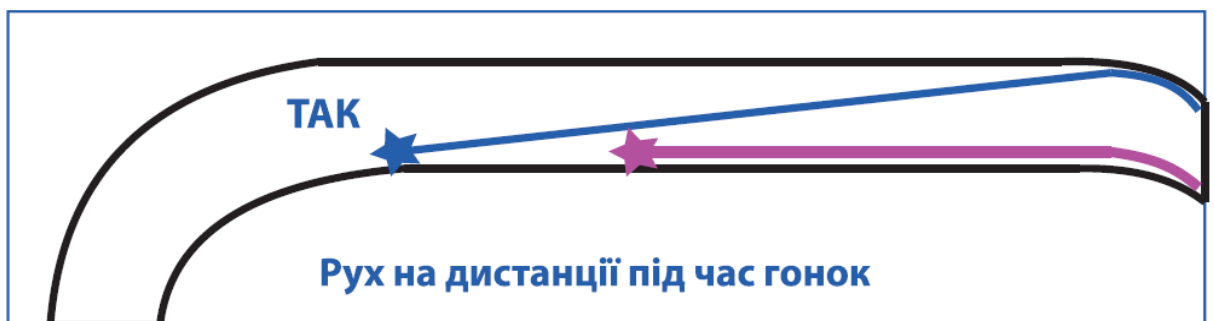 ТАК
Рух на дистанції під час гонок